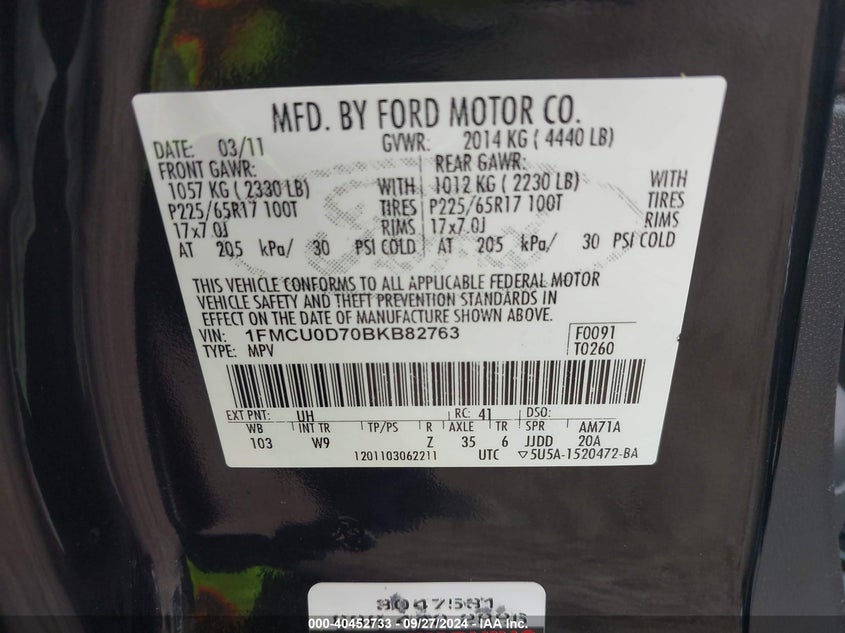 MFD. BY FORD MOTOR CO.
DATE: 03/11 GVWR: 2014 KG ( 4440 LB)
FRONT GAWR: REAR GAWR:
1057 KG ( 2330 LB) WITH 1012 KG ( 2230 LB) WITH
P225/65R17 100T TIRES P225/65R17 100T TIRES
17x7.0J RIMS 17x7.0J RIMS
AT 205 kPa/ 30 PSI COLD AT 205 kPa/ 30 PSI COLD
THIS VEHICLE CONFORMS TO ALL APPLICABLE FEDERAL MOTOR
VEHICLE SAFETY AND THEFT PREVENTION STANDARDS IN
EFFECT ON THE DATE OF MANUFACTURE SHOWN ABOVE.
VIN: 1FMCU0D70BKB82763 F0091
TYPE: MPV T0260
EXT PNT: UH RC: 41 DSO:
WB INT TR TP/PS R AXLE TR SPR AM71A
103 W9 Z 35 6 JJDD 20A
1201103062211 UTC ▽5U5A-1520472-BA
8047581
000-40452733 - 09/27/2024 - IAA Inc.